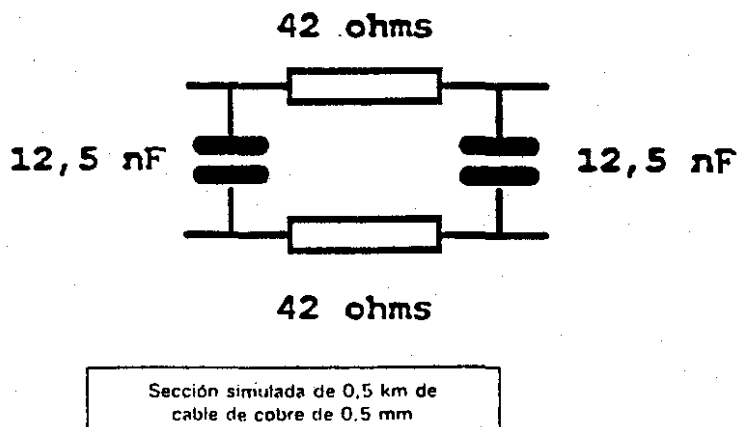 42 ohms
12,5 nF
12,5 nF
42 ohms
Sección simulada de 0,5 km de
cable de cobre de 0,5 mm